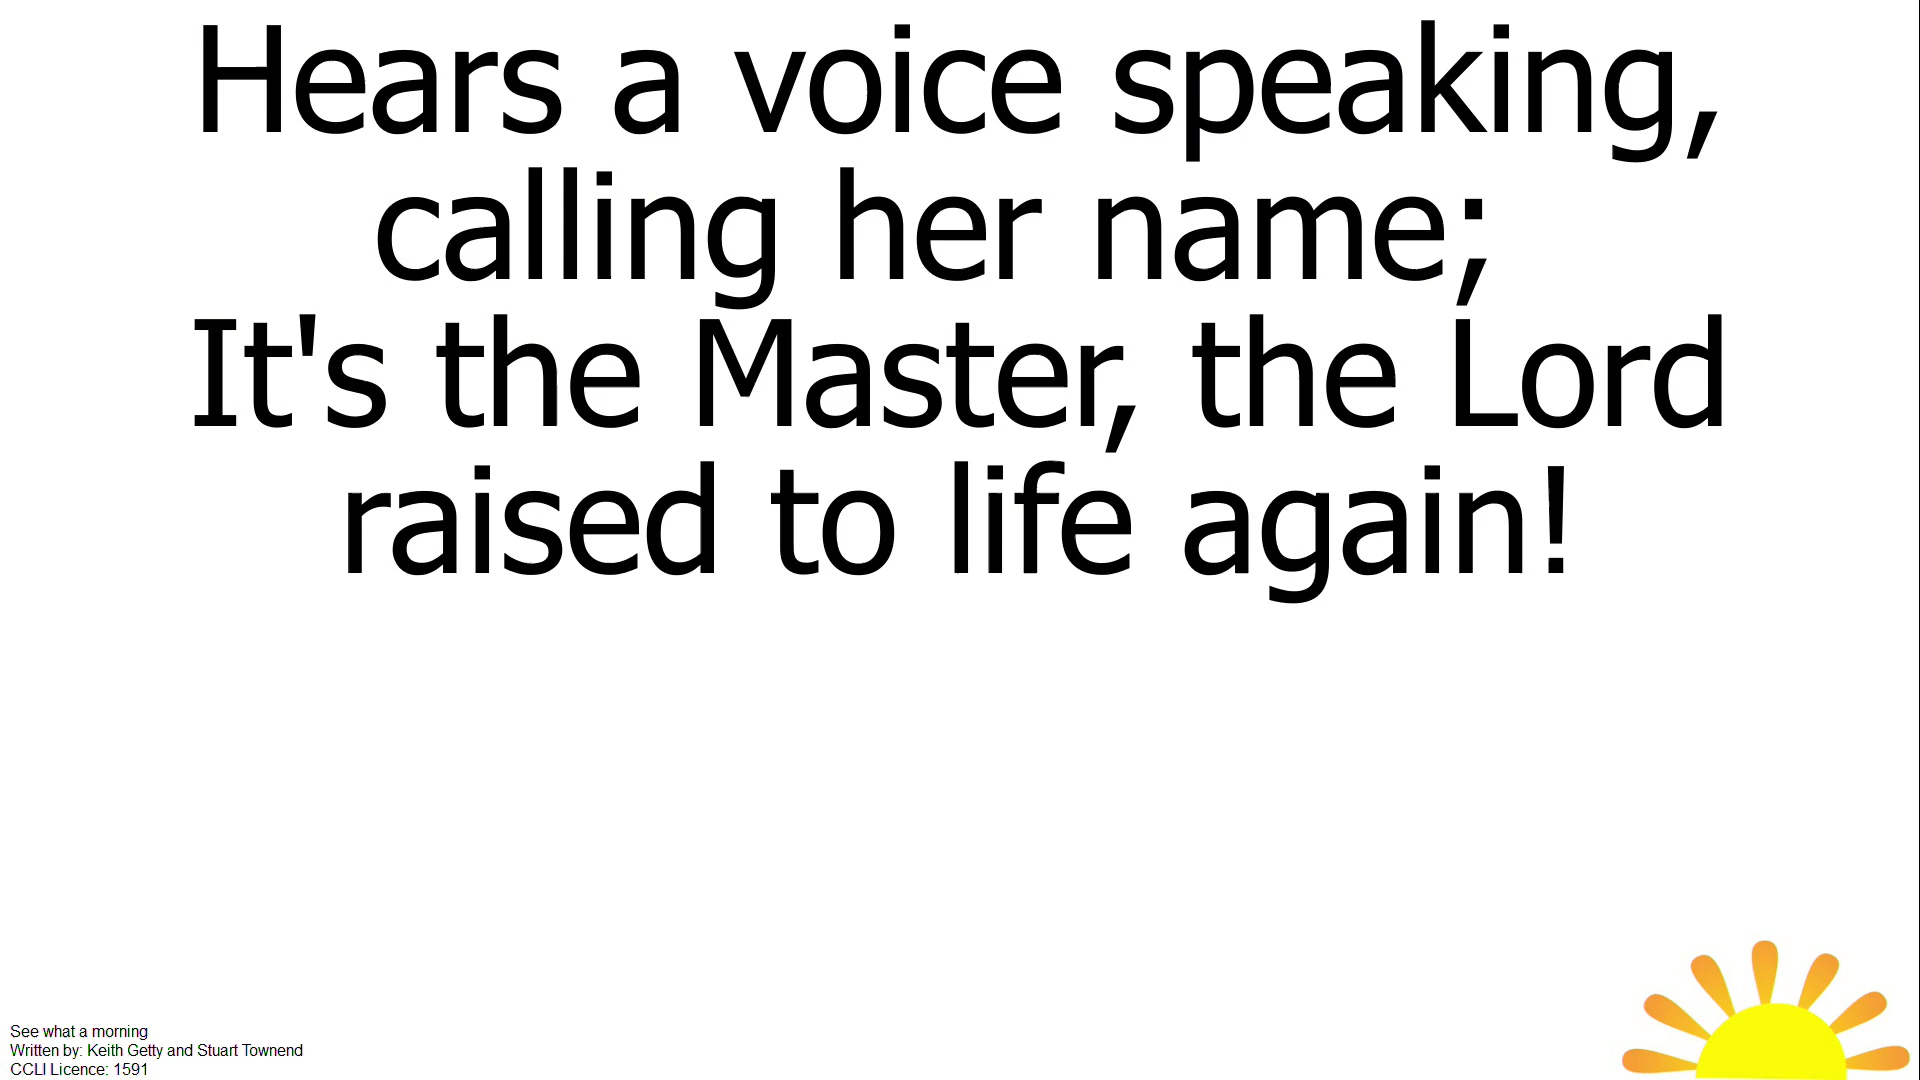 Hears a voice speaking,
calling her name;
It's the Master, the Lord
raised to life again!
See what a morning
Written by: Keith Getty and Stuart Townend
CCLI Licence: 1591